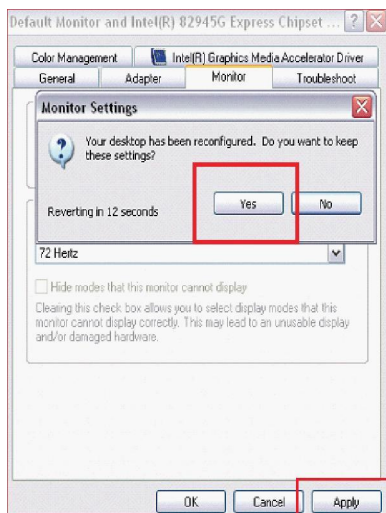 Default Monitor and Intel(R) 82945G Express Chipset ...
Color Management
Intel(R) Graphics Media Accelerator Driver
General
Adapter
Monitor
Troubleshoot
Monitor Settings
Your desktop has been reconfigured. Do you want to keep
these settings?
Reverting in 12 seconds
Yes
No
72 Hertz
Hide modes that this monitor cannot display
Clearing this check box allows you to select display modes that this
monitor cannot display correctly. This may lead to an unusable display
and/or damaged hardware.
OK
Cancel
Apply